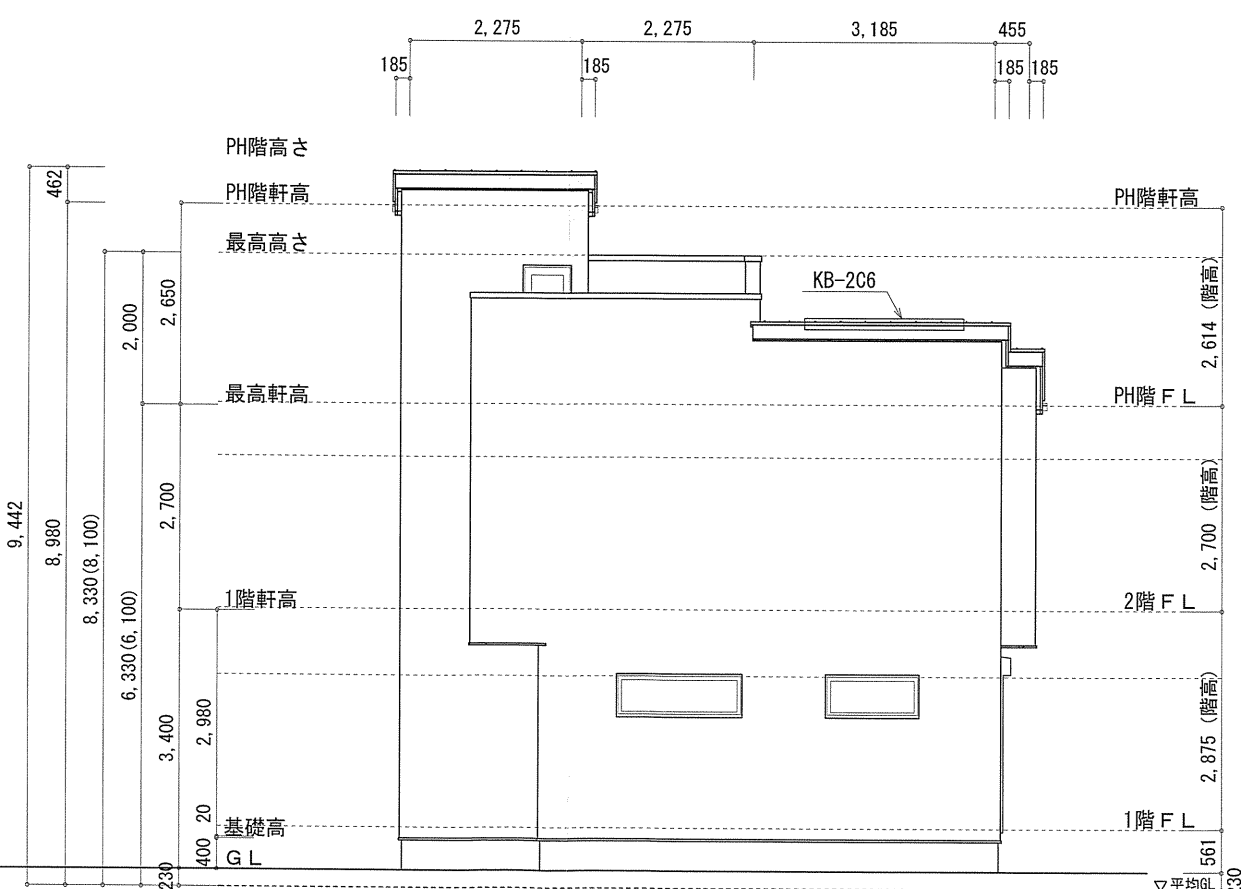 2,275
2,275
3,185
455
185
185
185
185
PH階高さ
462
PH階軒高
PH階軒高
最高高さ
2,650
2,000
KB-2C6
2,614 (階高)
最高軒高
PH階ＦＬ
9,442
8,980
8,330(8,100)
6,330(6,100)
2,700
2,700 (階高)
1階軒高
2階ＦＬ
3,400
2,980
2,875 (階高)
20
基礎高
1階ＦＬ
400
ＧＬ
561
230
▽平均GL
230